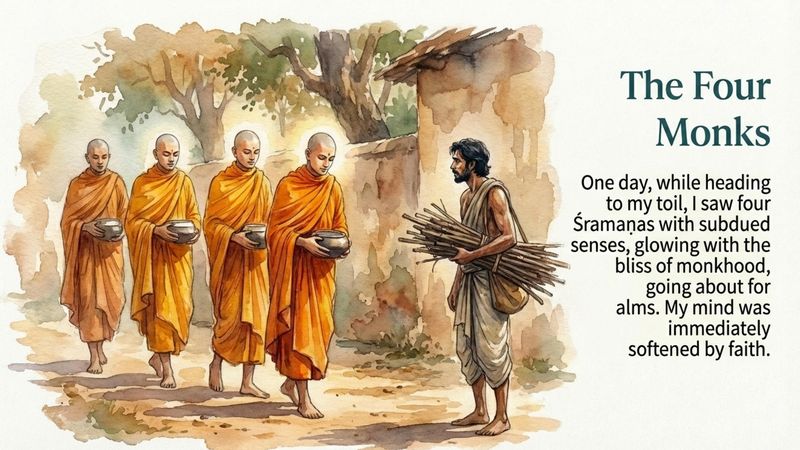 The Four
Monks
One day, while heading
to my toil, I saw four
Śramaṇas with subdued
senses, glowing with the
bliss of monkhood,
going about for
alms. My mind was
immediately
softened by faith.